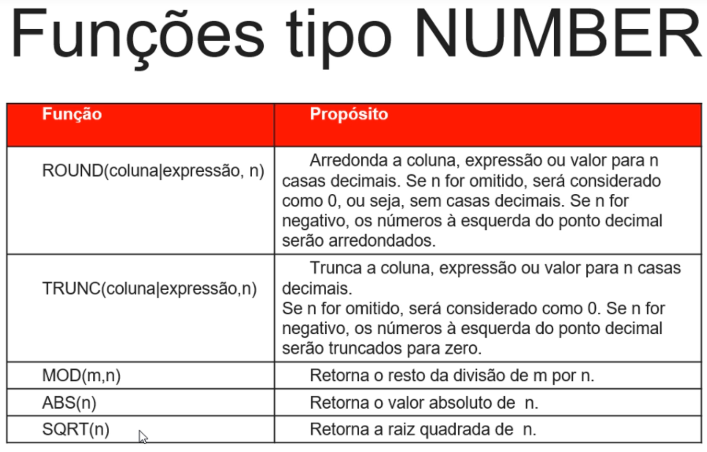 Funções tipo NUMBER
Função
Propósito
ROUND(coluna|expressão, n)
Arredonda a coluna, expressão ou valor para n
casas decimais. Se n for omitido, será considerado
como 0, ou seja, sem casas decimais. Se n for
negativo, os números à esquerda do ponto decimal
serão arredondados.
TRUNC(coluna|expressão,n)
Trunca a coluna, expressão ou valor para n casas
decimais.
Se n for omitido, será considerado como 0. Se n for
negativo, os números à esquerda do ponto decimal
serão truncados para zero.
MOD(m,n)
Retorna o resto da divisão de m por n.
ABS(n)
Retorna o valor absoluto de  n.
SQRT(n)
Retorna a raiz quadrada de  n.